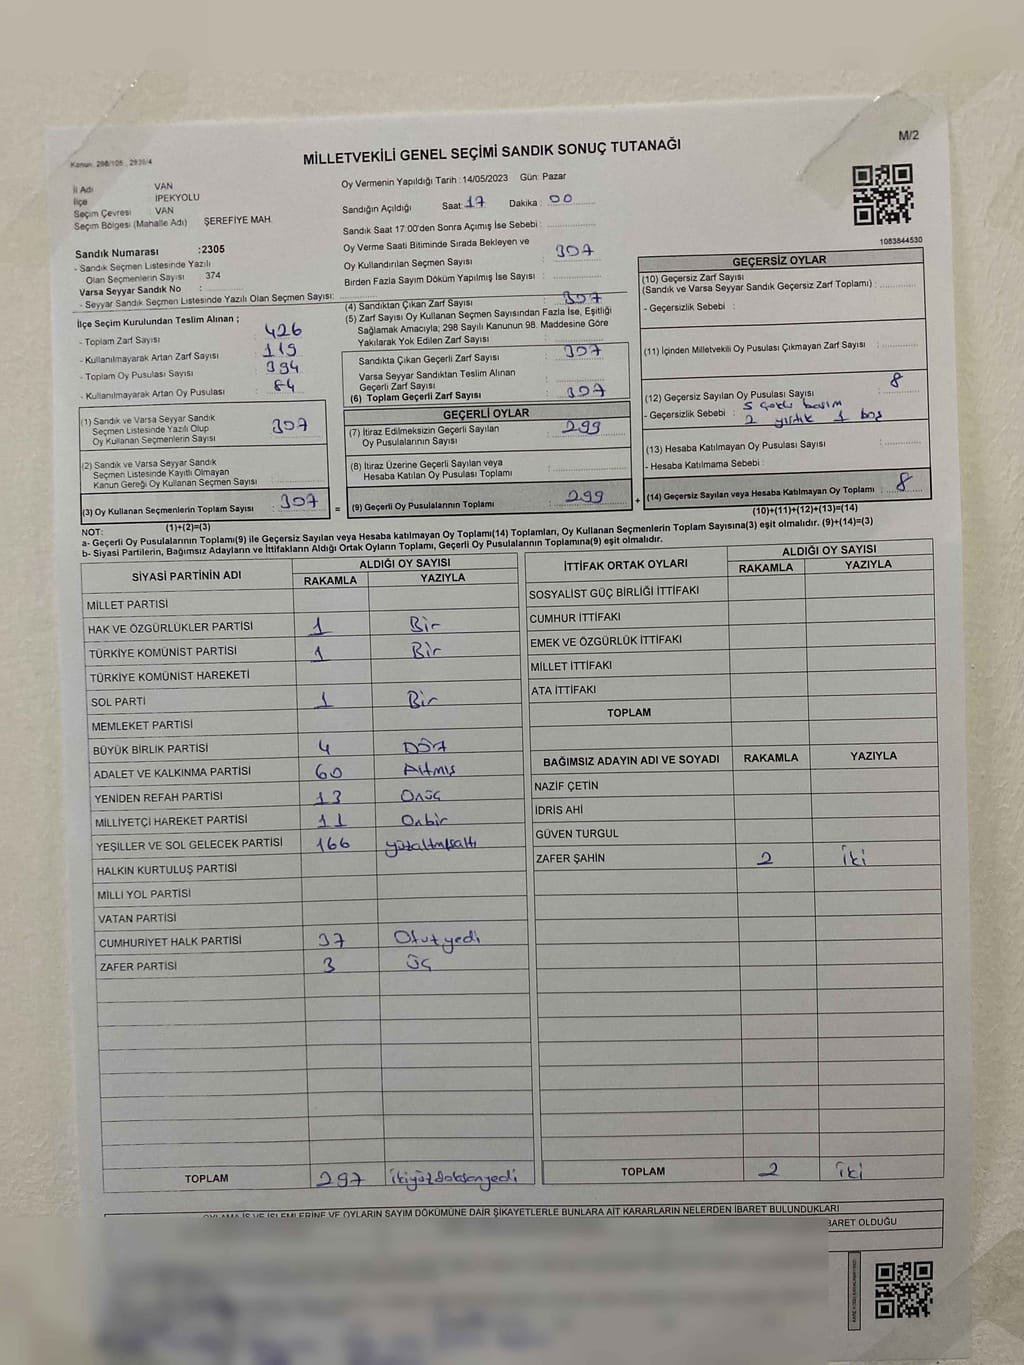 Kanun: 298/105 , 2839/4
M/2
MİLLETVEKİLİ GENEL SEÇİMİ SANDIK SONUÇ TUTANAĞI
İl Adı VAN
İlçe İPEKYOLU
Seçim Çevresi : VAN
Seçim Bölgesi (Mahalle Adı) ŞEREFİYE MAH.
Oy Vermenin Yapıldığı Tarih :14/05/2023 Gün: Pazar
Sandığın Açıldığı Saat: 17 Dakika : 00
Sandık Saat 17:00'den Sonra Açımış İse Sebebi :
Oy Verme Saati Bitiminde Sırada Bekleyen ve
Oy Kullandırılan Seçmen Sayısı : 307
Birden Fazla Sayım Döküm Yapılmış İse Sayısı :
1083844530
Sandık Numarası :2305
- Sandık Seçmen Listesinde Yazılı
Olan Seçmenlerin Sayısı : 374
Varsa Seyyar Sandık No :
- Seyyar Sandık Seçmen Listesinde Yazılı Olan Seçmen Sayısı:
İlçe Seçim Kurulundan Teslim Alınan ;
- Toplam Zarf Sayısı : 426
- Kullanılmayarak Artan Zarf Sayısı : 119
- Toplam Oy Pusulası Sayısı : 394
- Kullanılmayarak Artan Oy Pusulası : 84
(1) Sandık ve Varsa Seyyar Sandık
Seçmen Listesinde Yazılı Olup
Oy Kullanan Seçmenlerin Sayısı : 307
(2) Sandık ve Varsa Seyyar Sandık
Seçmen Listesinde Kayıtlı Olmayan
Kanun Gereği Oy Kullanan Seçmen Sayısı :
(3) Oy Kullanan Seçmenlerin Toplam Sayısı : 307
(1)+(2)=(3)
(4) Sandıktan Çıkan Zarf Sayısı : 307
(5) Zarf Sayısı Oy Kullanan Seçmen Sayısından Fazla İse, Eşitliği
Sağlamak Amacıyla; 298 Sayılı Kanunun 98. Maddesine Göre
Yakılarak Yok Edilen Zarf Sayısı :
Sandıkta Çıkan Geçerli Zarf Sayısı : 307
Varsa Seyyar Sandıktan Teslim Alınan
Geçerli Zarf Sayısı :
(6) Toplam Geçerli Zarf Sayısı : 307
GEÇERLİ OYLAR
(7) İtiraz Edilmeksizin Geçerli Sayılan
Oy Pusulalarının Sayısı : 299
(8) İtiraz Üzerine Geçerli Sayılan veya
Hesaba Katılan Oy Pusulası Toplamı :
= (9) Geçerli Oy Pusulalarının Toplamı : 299 +
GEÇERSİZ OYLAR
(10) Geçersiz Zarf Sayısı
(Sandık ve Varsa Seyyar Sandık Geçersiz Zarf Toplamı) :
- Geçersizlik Sebebi :
(11) İçinden Milletvekili Oy Pusulası Çıkmayan Zarf Sayısı :
(12) Geçersiz Sayılan Oy Pusulası Sayısı : 8
- Geçersizlik Sebebi : 5 çoklu basım
2 yırtık 1 boş
(13) Hesaba Katılmayan Oy Pusulası Sayısı :
- Hesaba Katılmama Sebebi :
(14) Geçersiz Sayılan veya Hesaba Katılmayan Oy Toplamı : 8
(10)+(11)+(12)+(13)=(14)
NOT:
a- Geçerli Oy Pusulalarının Toplamı(9) ile Geçersiz Sayılan veya Hesaba katılmayan Oy Toplamı(14) Toplamları, Oy Kullanan Seçmenlerin Toplam Sayısına(3) eşit olmalıdır. (9)+(14)=(3)
b- Siyasi Partilerin, Bağımsız Adayların ve İttifakların Aldığı Ortak Oyların Toplamı, Geçerli Oy Pusulalarının Toplamına(9) eşit olmalıdır.
SİYASİ PARTİNİN ADI ALDIĞI OY SAYISI
RAKAMLA YAZIYLA
MİLLET PARTİSİ
HAK VE ÖZGÜRLÜKLER PARTİSİ 1 Bir
TÜRKİYE KOMÜNİST PARTİSİ 1 Bir
TÜRKİYE KOMÜNİST HAREKETİ
SOL PARTİ 1 Bir
MEMLEKET PARTİSİ
BÜYÜK BİRLİK PARTİSİ 4 Dört
ADALET VE KALKINMA PARTİSİ 60 Altmış
YENİDEN REFAH PARTİSİ 13 Onüç
MİLLİYETÇİ HAREKET PARTİSİ 11 Onbir
YEŞİLLER VE SOL GELECEK PARTİSİ 166 yüzaltmışaltı
HALKIN KURTULUŞ PARTİSİ
MİLLİ YOL PARTİSİ
VATAN PARTİSİ
CUMHURİYET HALK PARTİSİ 37 Otuzyedi
ZAFER PARTİSİ 3 Üç
TOPLAM 297 ikiyüzdoksanyedi
İTTİFAK ORTAK OYLARI ALDIĞI OY SAYISI
RAKAMLA YAZIYLA
SOSYALİST GÜÇ BİRLİĞİ İTTİFAKI
CUMHUR İTTİFAKI
EMEK VE ÖZGÜRLÜK İTTİFAKI
MİLLET İTTİFAKI
ATA İTTİFAKI
TOPLAM
BAĞIMSIZ ADAYIN ADI VE SOYADI RAKAMLA YAZIYLA
NAZİF ÇETİN
İDRİS AHİ
GÜVEN TURGUL
ZAFER ŞAHİN 2 iki
TOPLAM 2 iki
OYLAMA İŞ VE İŞLEMLERİNE VE OYLARIN SAYIM DÖKÜMÜNE DAİR ŞİKAYETLERLE BUNLARA AİT KARARLARIN NELERDEN İBARET BULUNDUKLARI
İBARET OLDUĞU